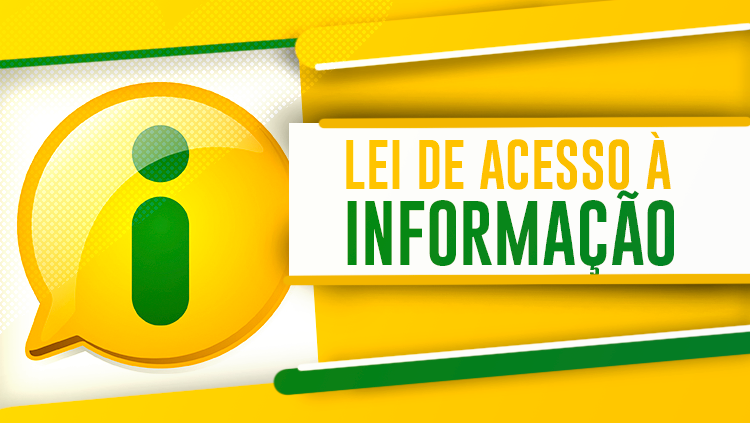 LEI DE ACESSO À
INFORMAÇÃO